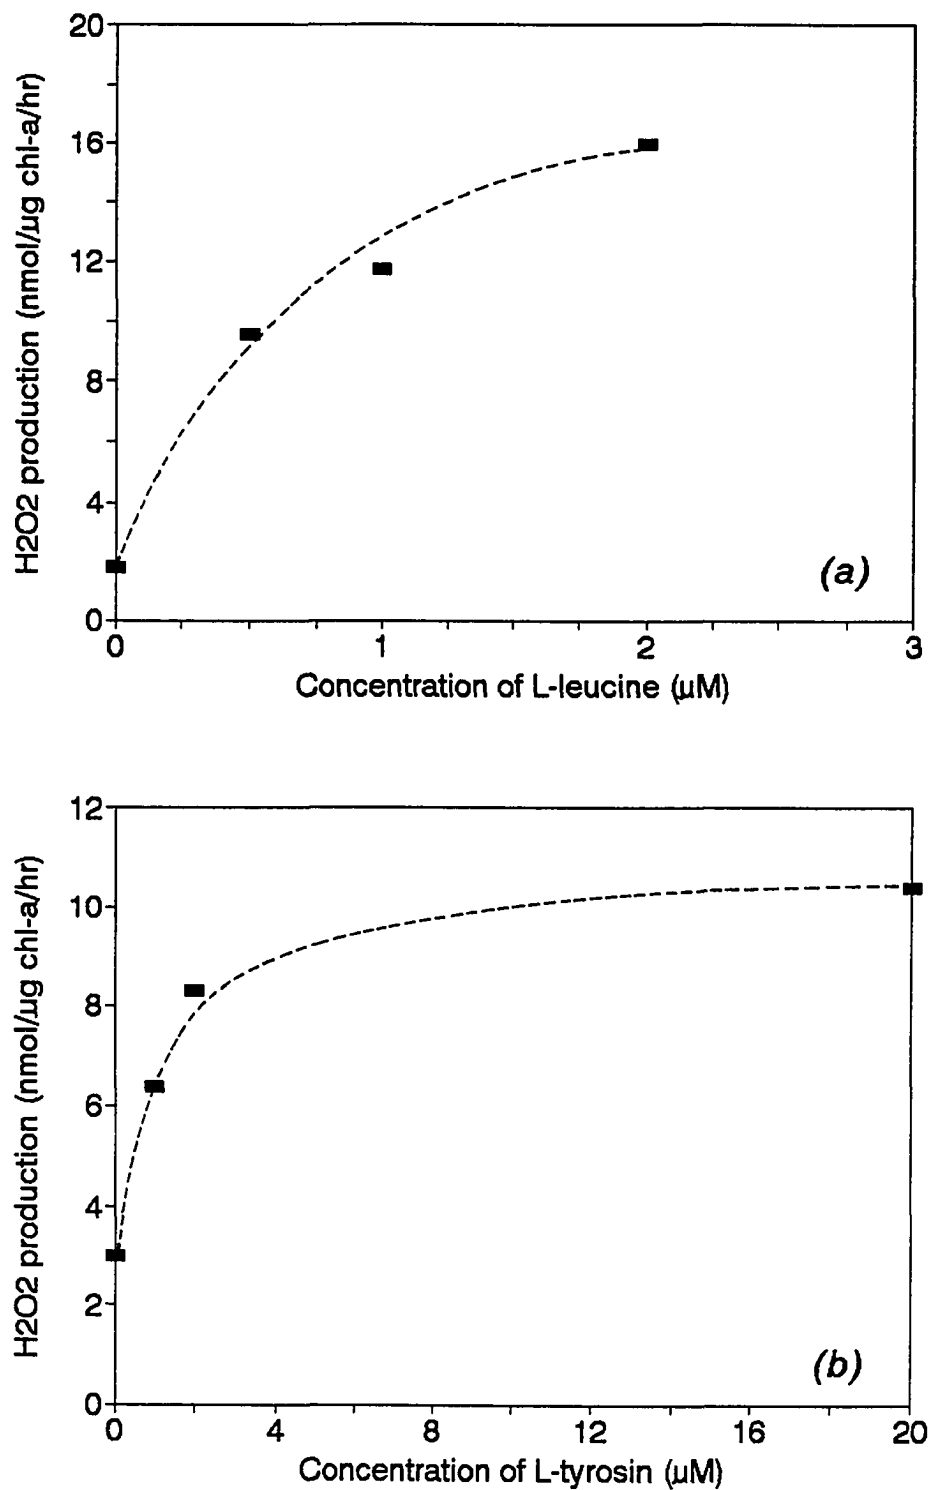 20
16
12
8
4
0
H2O2 production (nmol/µg chl-a/hr)
(a)
0 1 2 3
Concentration of L-leucine (µM)
12
10
8
6
4
2
0
H2O2 production (nmol/µg chl-a/hr)
(b)
0 4 8 12 16 20
Concentration of L-tyrosin (µM)